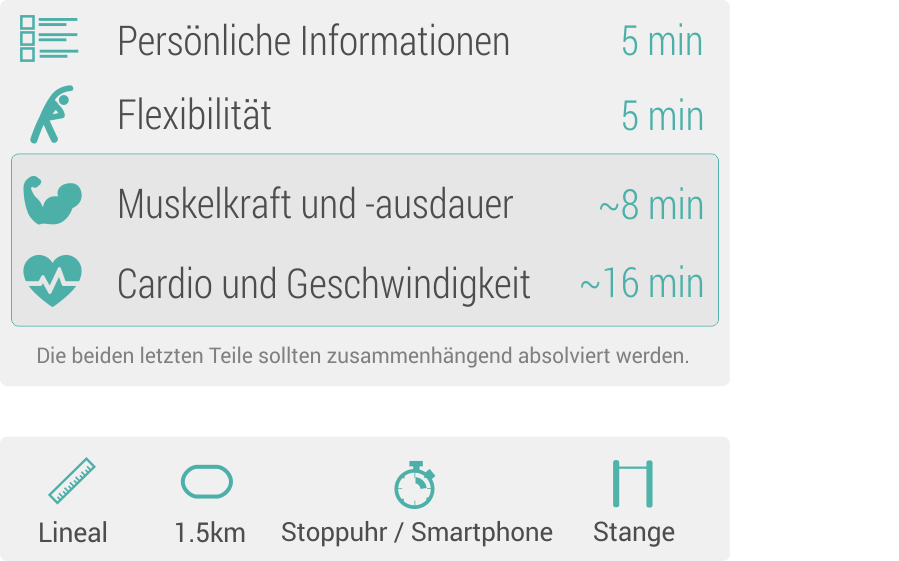 Persönliche Informationen 5 min
Flexibilität 5 min
Muskelkraft und -ausdauer ~8 min
Cardio und Geschwindigkeit ~16 min
Die beiden letzten Teile sollten zusammenhängend absolviert werden.
Lineal 1.5km Stoppuhr / Smartphone Stange